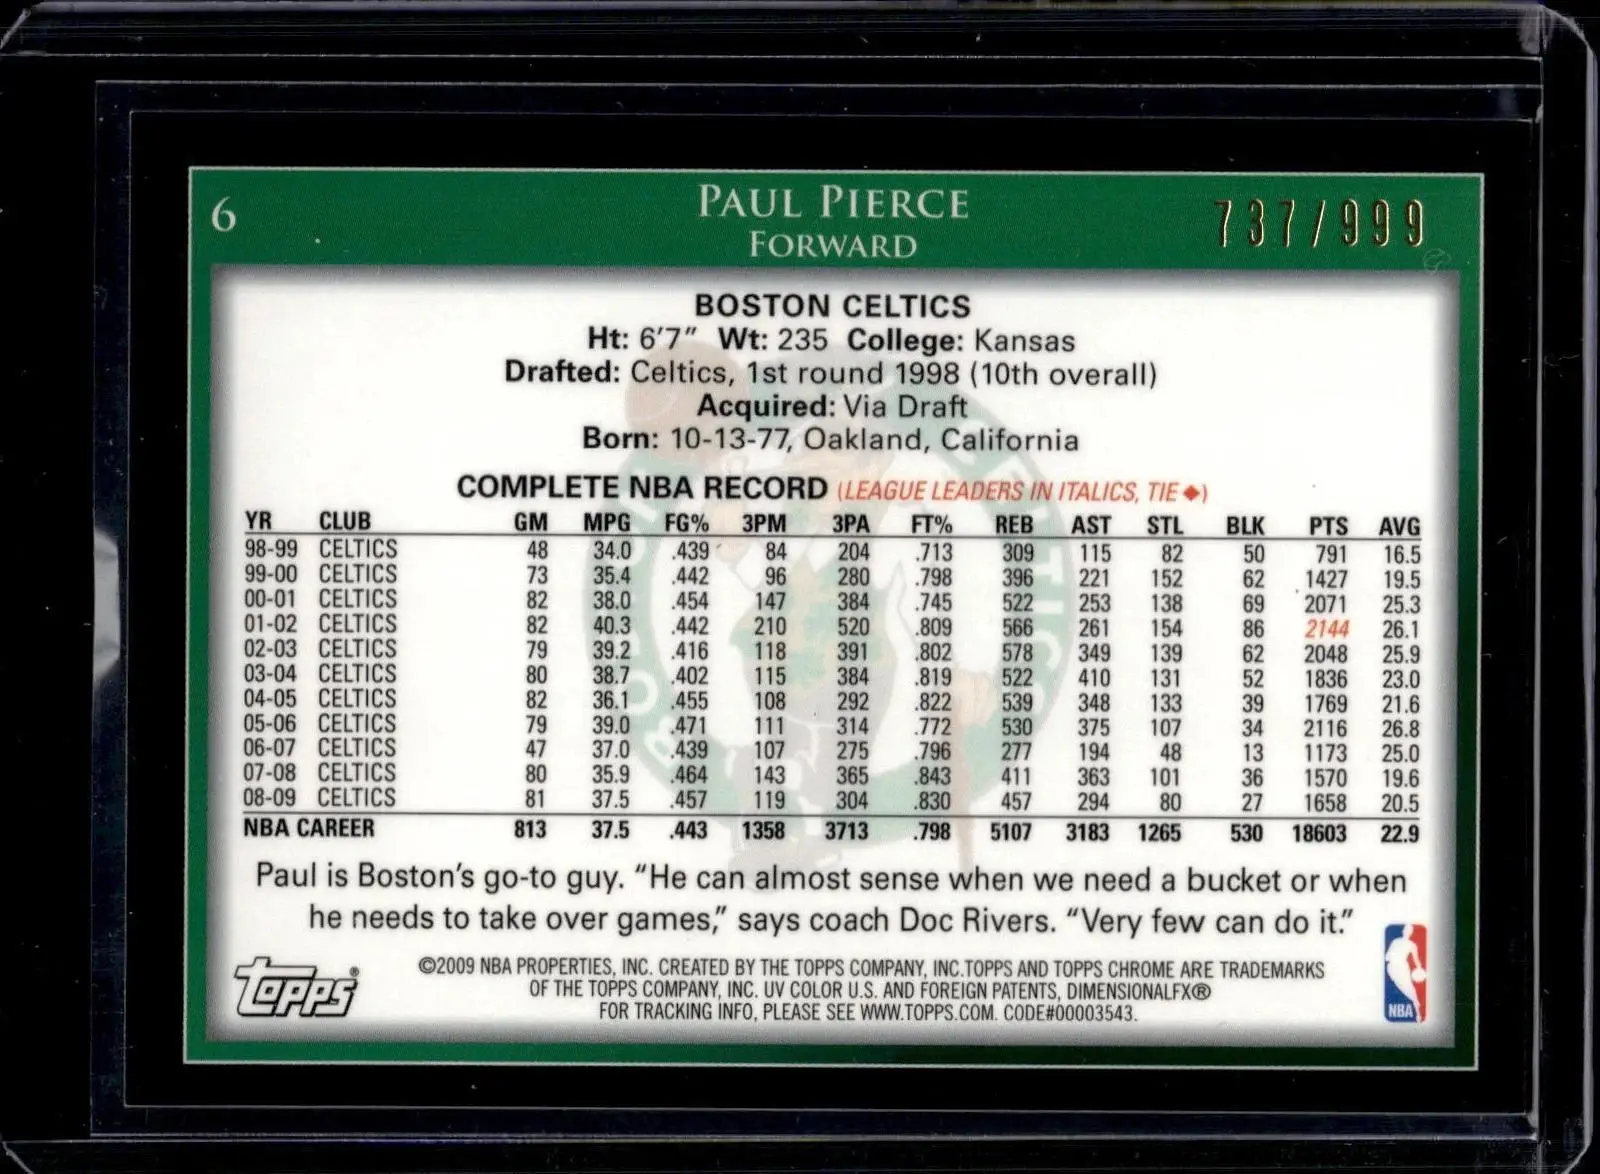 6
PAUL PIERCE
737/999
FORWARD
BOSTON CELTICS
Ht: 6'7" Wt: 235 College: Kansas
Drafted: Celtics, 1st round 1998 (10th overall)
Acquired: Via Draft
Born: 10-13-77, Oakland, California
COMPLETE NBA RECORD (LEAGUE LEADERS IN ITALICS, TIE ◆)
YR CLUB GM MPG FG% 3PM 3PA FT% REB AST STL BLK PTS AVG
98-99 CELTICS 48 34.0 .439 84 204 .713 309 115 82 50 791 16.5
99-00 CELTICS 73 35.4 .442 96 280 .798 396 221 152 62 1427 19.5
00-01 CELTICS 82 38.0 .454 147 384 .745 522 253 138 69 2071 25.3
01-02 CELTICS 82 40.3 .442 210 520 .809 566 261 154 86 2144 26.1
02-03 CELTICS 79 39.2 .416 118 391 .802 578 349 139 62 2048 25.9
03-04 CELTICS 80 38.7 .402 115 384 .819 522 410 131 52 1836 23.0
04-05 CELTICS 82 36.1 .455 108 292 .822 539 348 133 39 1769 21.6
05-06 CELTICS 79 39.0 .471 111 314 .772 530 375 107 34 2116 26.8
06-07 CELTICS 47 37.0 .439 107 275 .796 277 194 48 13 1173 25.0
07-08 CELTICS 80 35.9 .464 143 365 .843 411 363 101 36 1570 19.6
08-09 CELTICS 81 37.5 .457 119 304 .830 457 294 80 27 1658 20.5
NBA CAREER 813 37.5 .443 1358 3713 .798 5107 3183 1265 530 18603 22.9
Paul is Boston's go-to guy. "He can almost sense when we need a bucket or when
he needs to take over games," says coach Doc Rivers. "Very few can do it."
Topps®
©2009 NBA PROPERTIES, INC. CREATED BY THE TOPPS COMPANY, INC.TOPPS AND TOPPS CHROME ARE TRADEMARKS
OF THE TOPPS COMPANY, INC. UV COLOR U.S. AND FOREIGN PATENTS, DIMENSIONALFX®
FOR TRACKING INFO, PLEASE SEE WWW.TOPPS.COM. CODE#00003543.
NBA